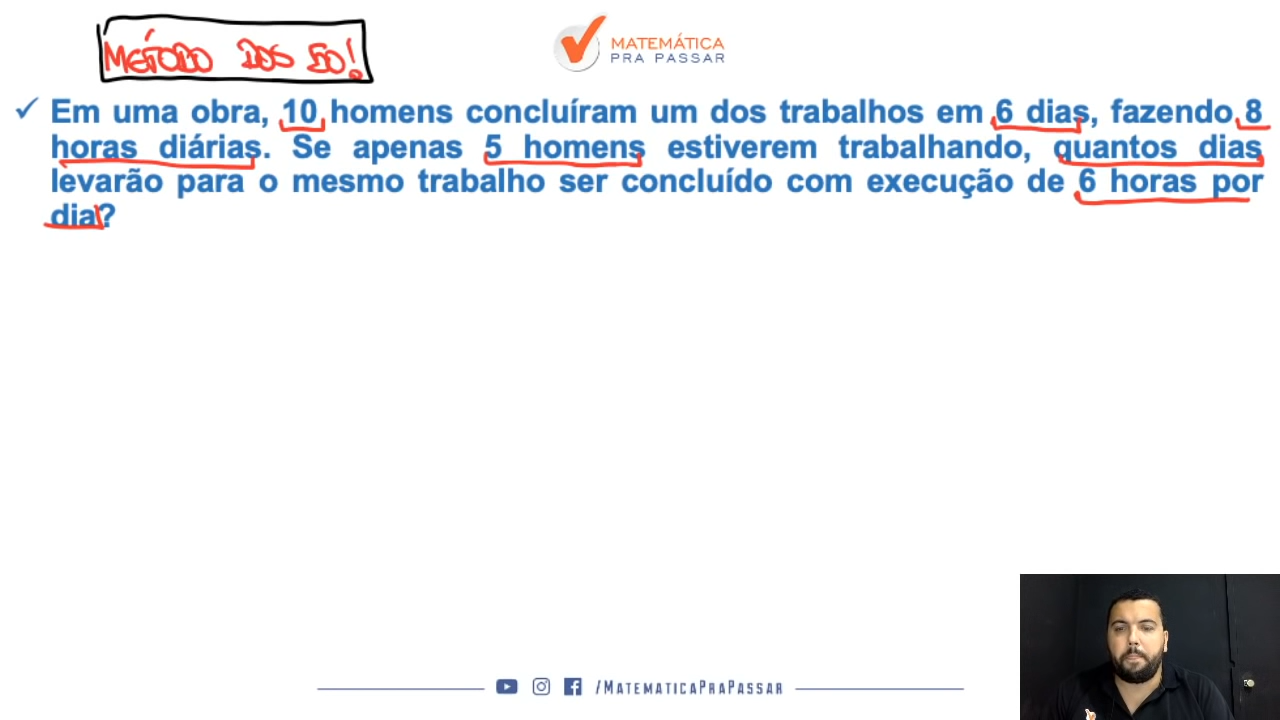 MÉTODO DOS 50!
MATEMÁTICA
PRA PASSAR
✓ Em uma obra, 10 homens concluíram um dos trabalhos em 6 dias, fazendo 8
horas diárias. Se apenas 5 homens estiverem trabalhando, quantos dias
levarão para o mesmo trabalho ser concluído com execução de 6 horas por
dia?
/MATEMATICAPRAPASSAR